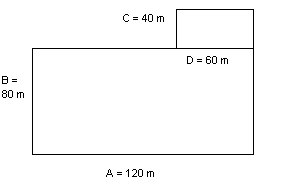 C = 40 m
D = 60 m
B =
80 m
A = 120 m